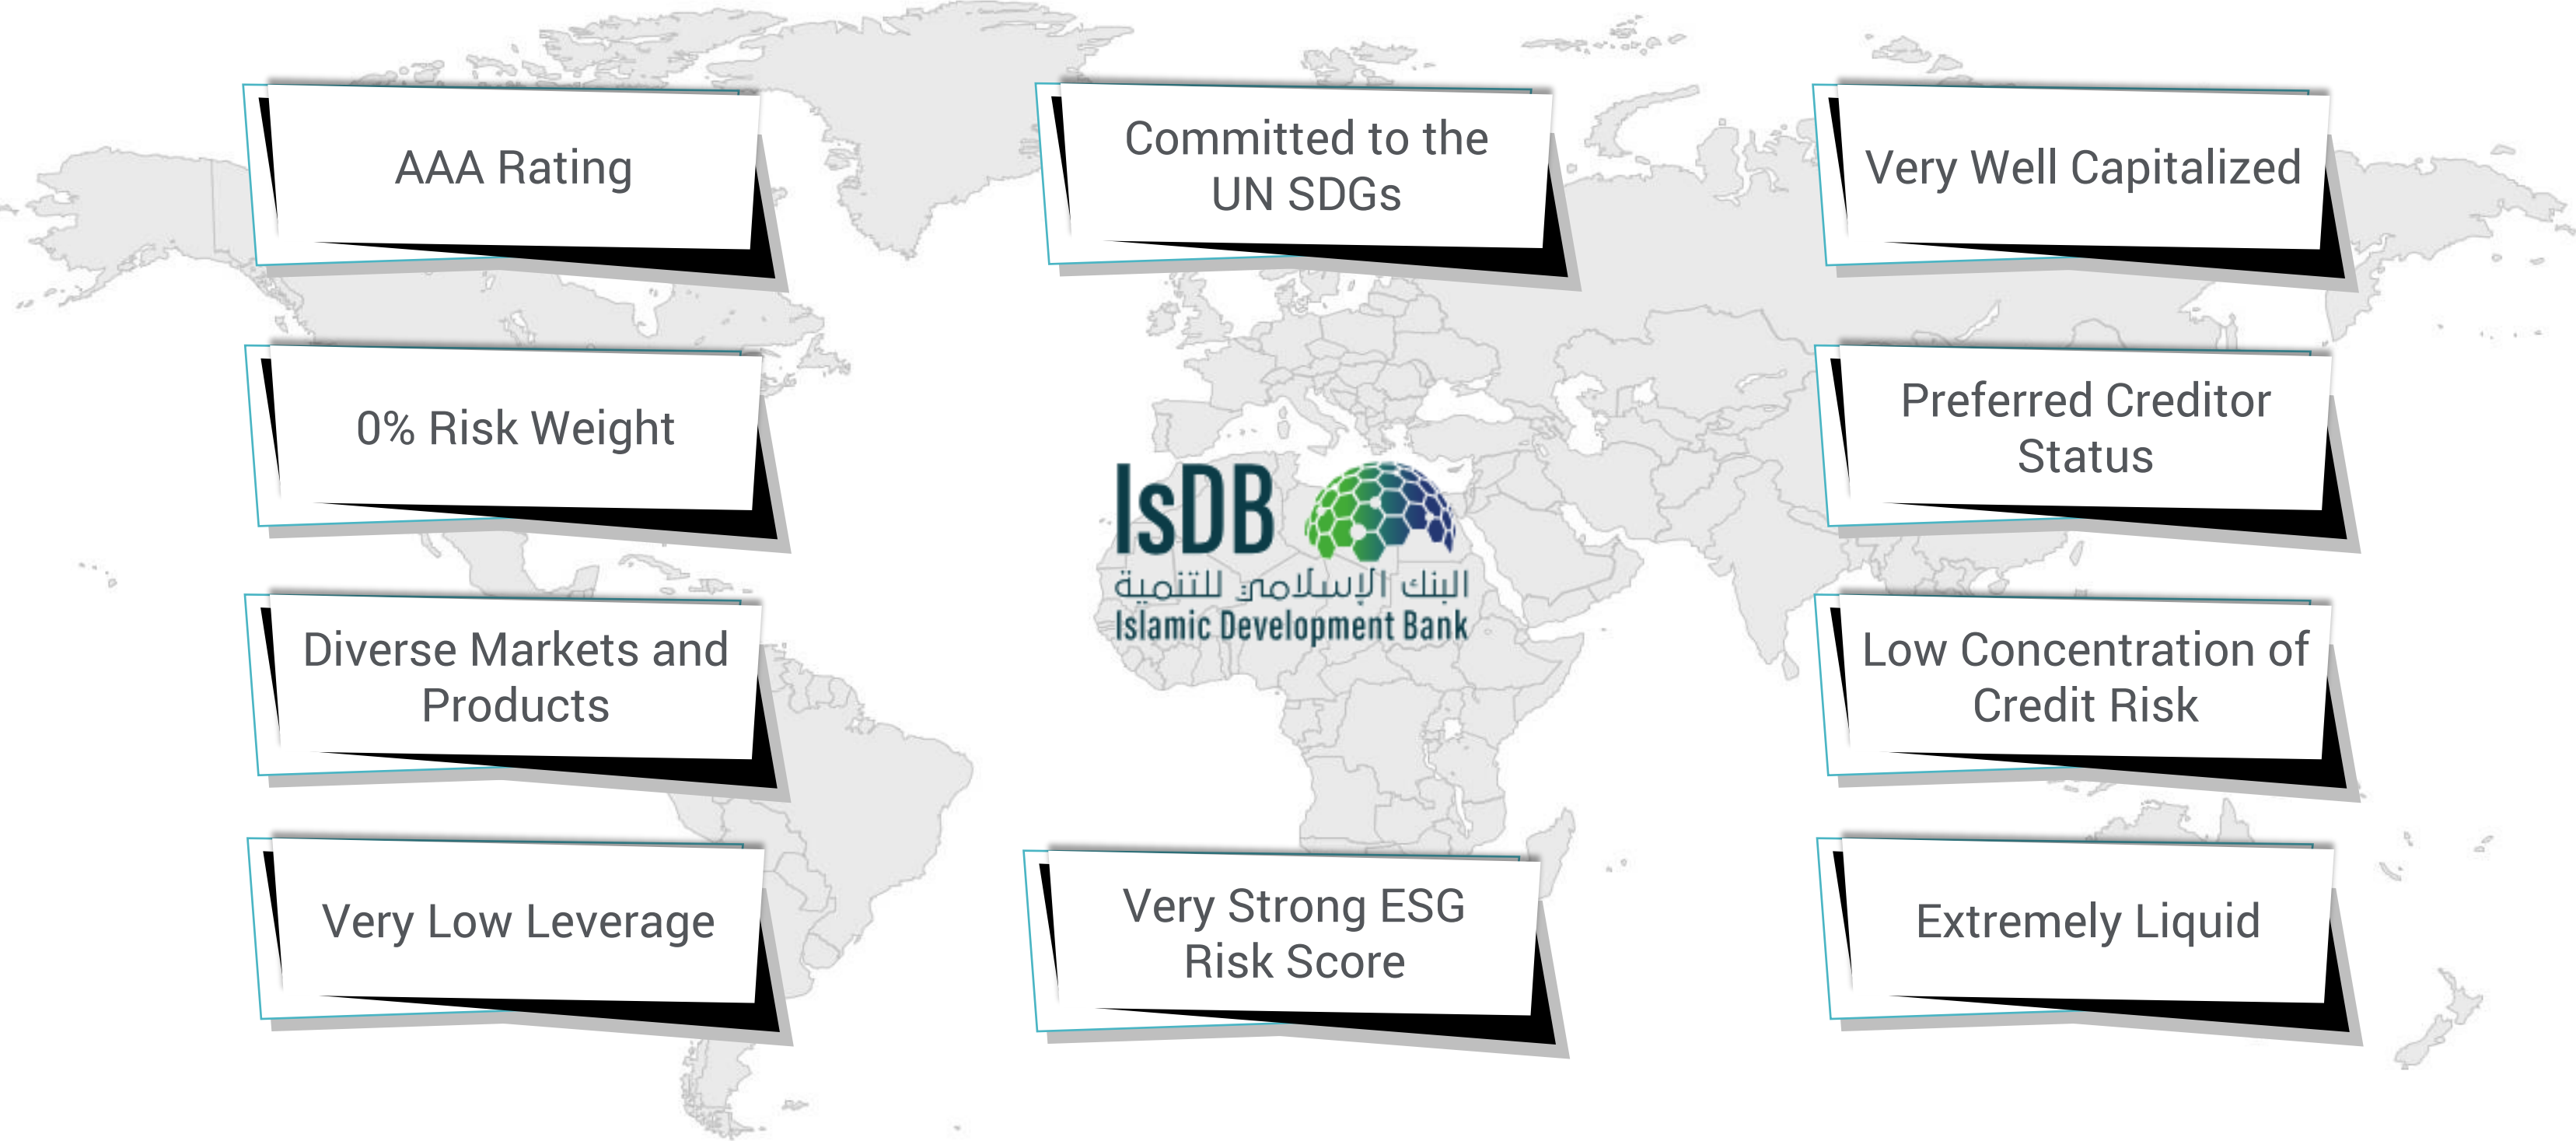 AAA Rating
Committed to the
UN SDGs
Very Well Capitalized
0% Risk Weight
Preferred Creditor
Status
IsDB
البنك الإسلامي للتنمية
Islamic Development Bank
Diverse Markets and
Products
Low Concentration of
Credit Risk
Very Low Leverage
Very Strong ESG
Risk Score
Extremely Liquid